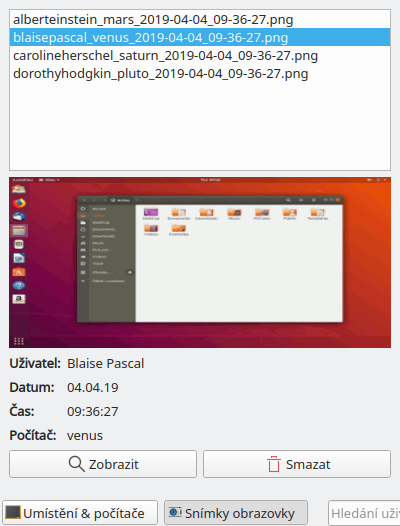 alberteinstein_mars_2019-04-04_09-36-27.png
blaisepascal_venus_2019-04-04_09-36-27.png
carolineherschel_saturn_2019-04-04_09-36-27.png
dorothyhodgkin_pluto_2019-04-04_09-36-27.png
Uživatel: Blaise Pascal
Datum: 04.04.19
Čas: 09:36:27
Počítač: venus
Zobrazit Smazat
Umístění & počítače Snímky obrazovky Hledání uživ